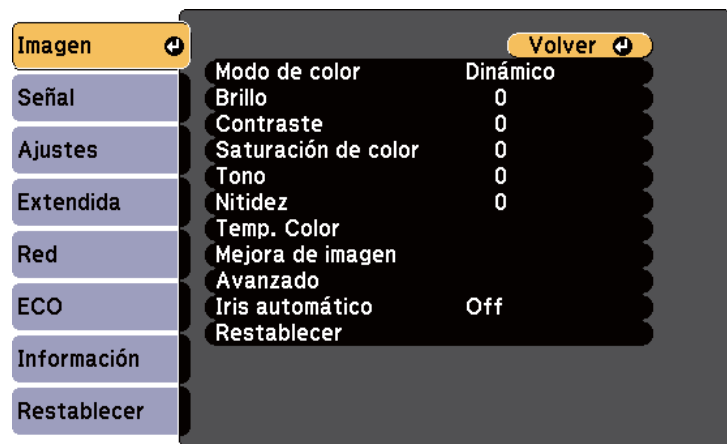 Imagen
Señal
Ajustes
Extendida
Red
ECO
Información
Restablecer
Volver
Modo de color Dinámico
Brillo 0
Contraste 0
Saturación de color 0
Tono 0
Nitidez 0
Temp. Color
Mejora de imagen
Avanzado
Iris automático Off
Restablecer